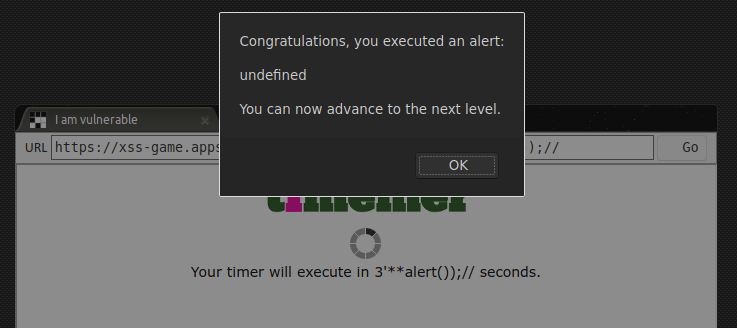 Congratulations, you executed an alert:
undefined
You can now advance to the next level.
OK
I am vulnerable
URL https://xss-game.apps );// Go
Your timer will execute in 3'**alert());// seconds.